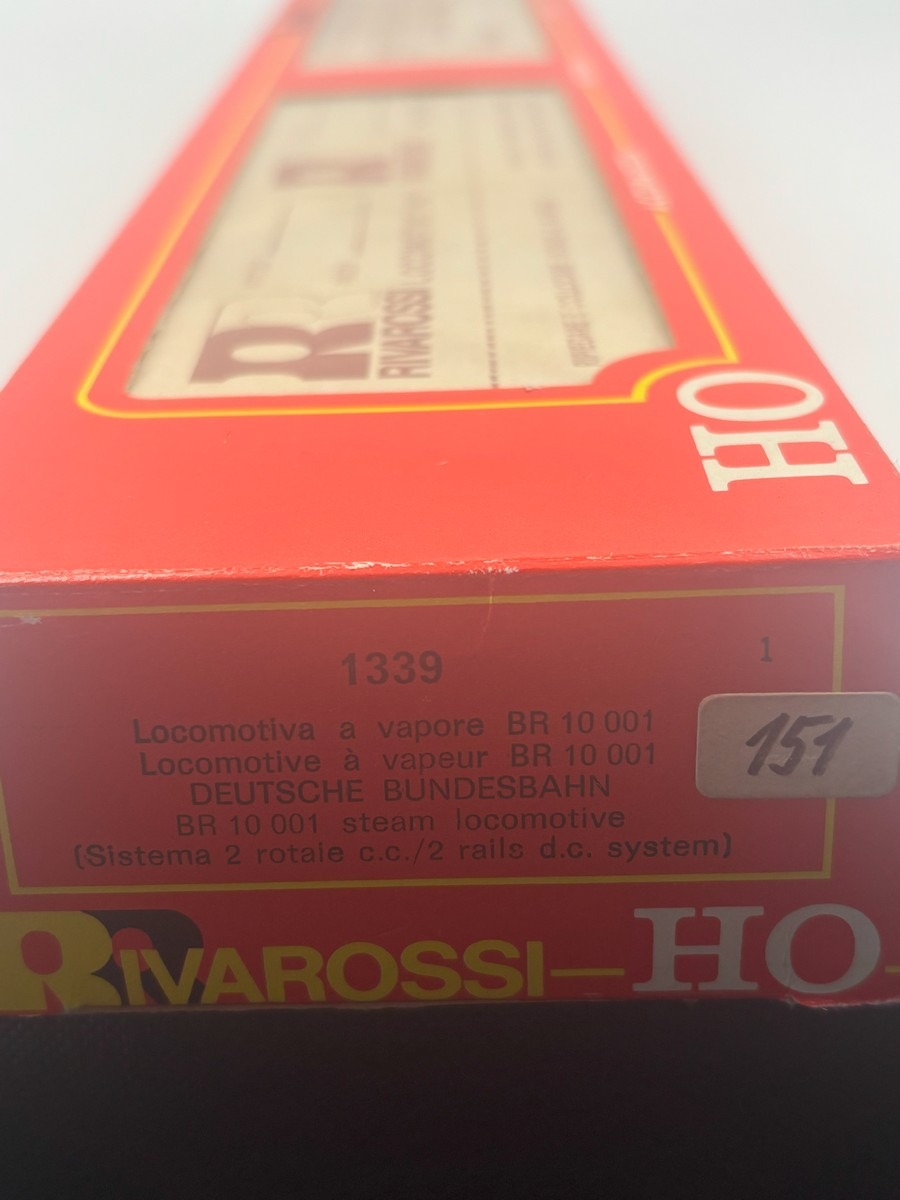 RIVAROSSI
HO
1339
1
Locomotiva a vapore BR 10 001
Locomotive à vapeur BR 10 001
DEUTSCHE BUNDESBAHN
BR 10 001 steam locomotive
(Sistema 2 rotaie c.c./2 rails d.c. system)
151
RIVAROSSI—HO